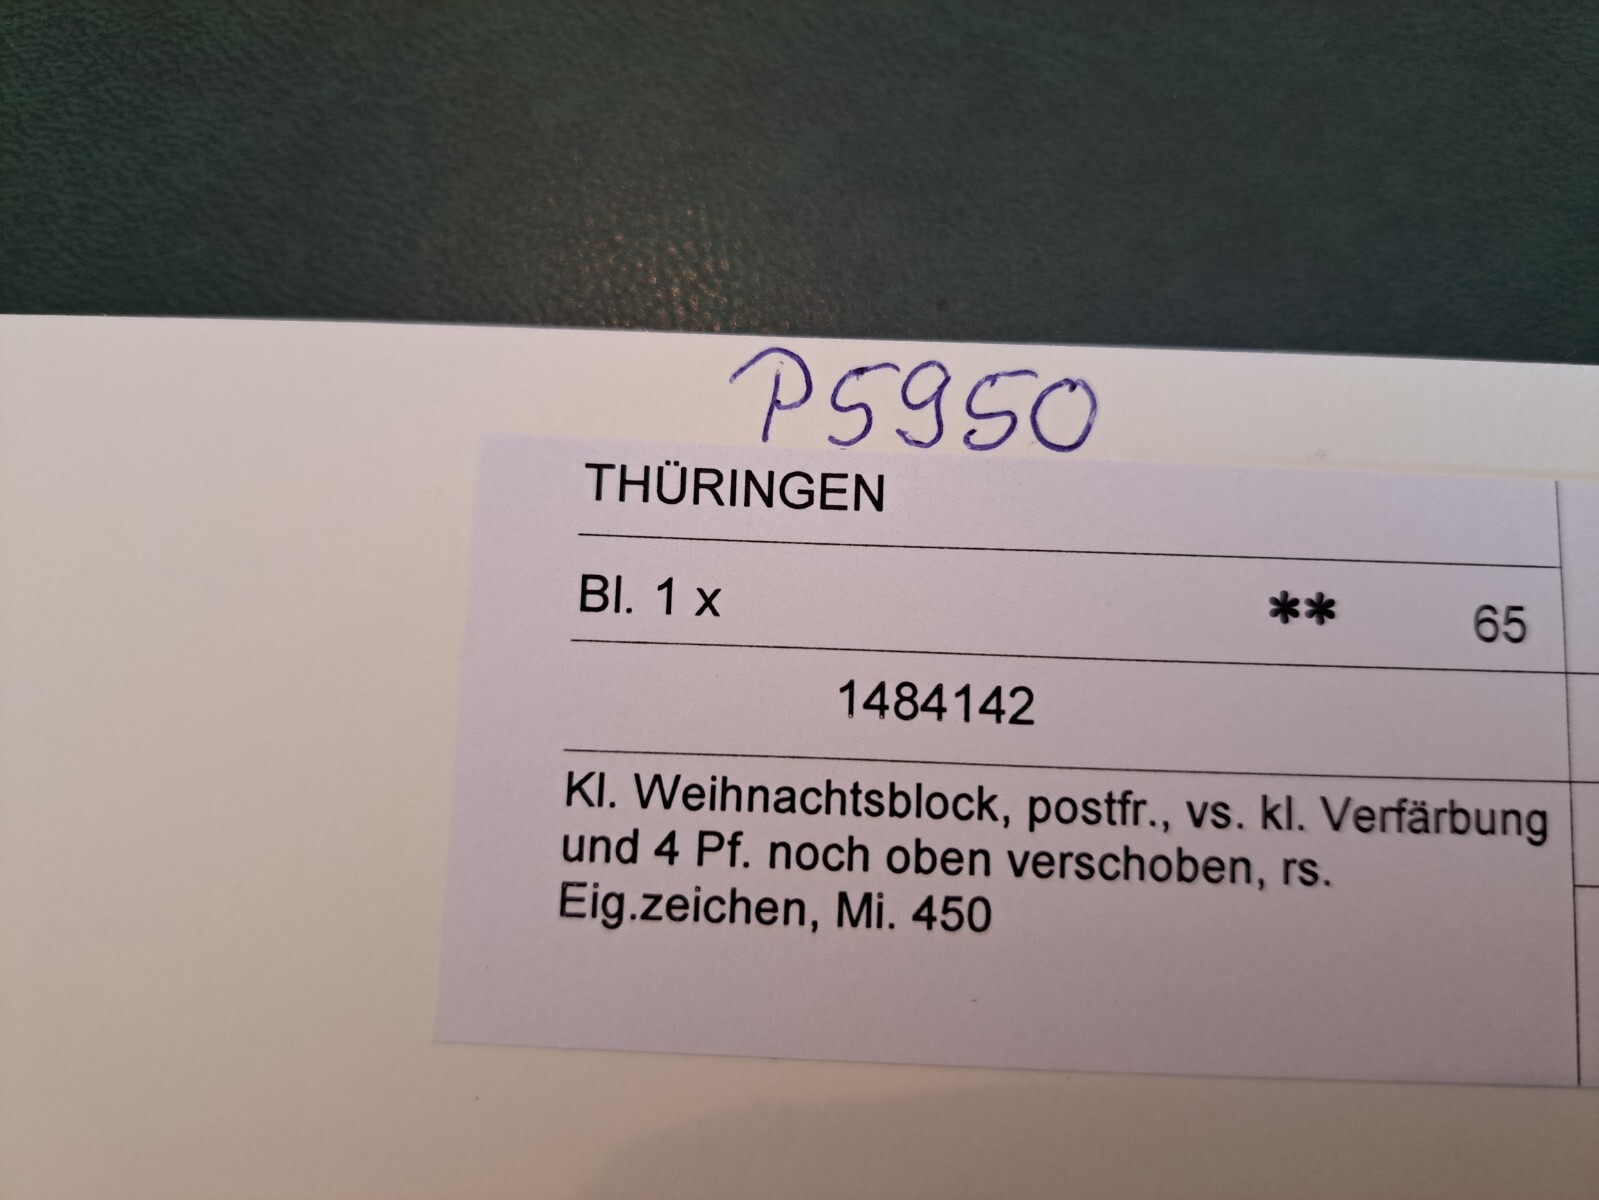 P5950
THÜRINGEN
Bl. 1 x ** 65
1484142
Kl. Weihnachtsblock, postfr., vs. kl. Verfärbung
und 4 Pf. noch oben verschoben, rs.
Eig.zeichen, Mi. 450